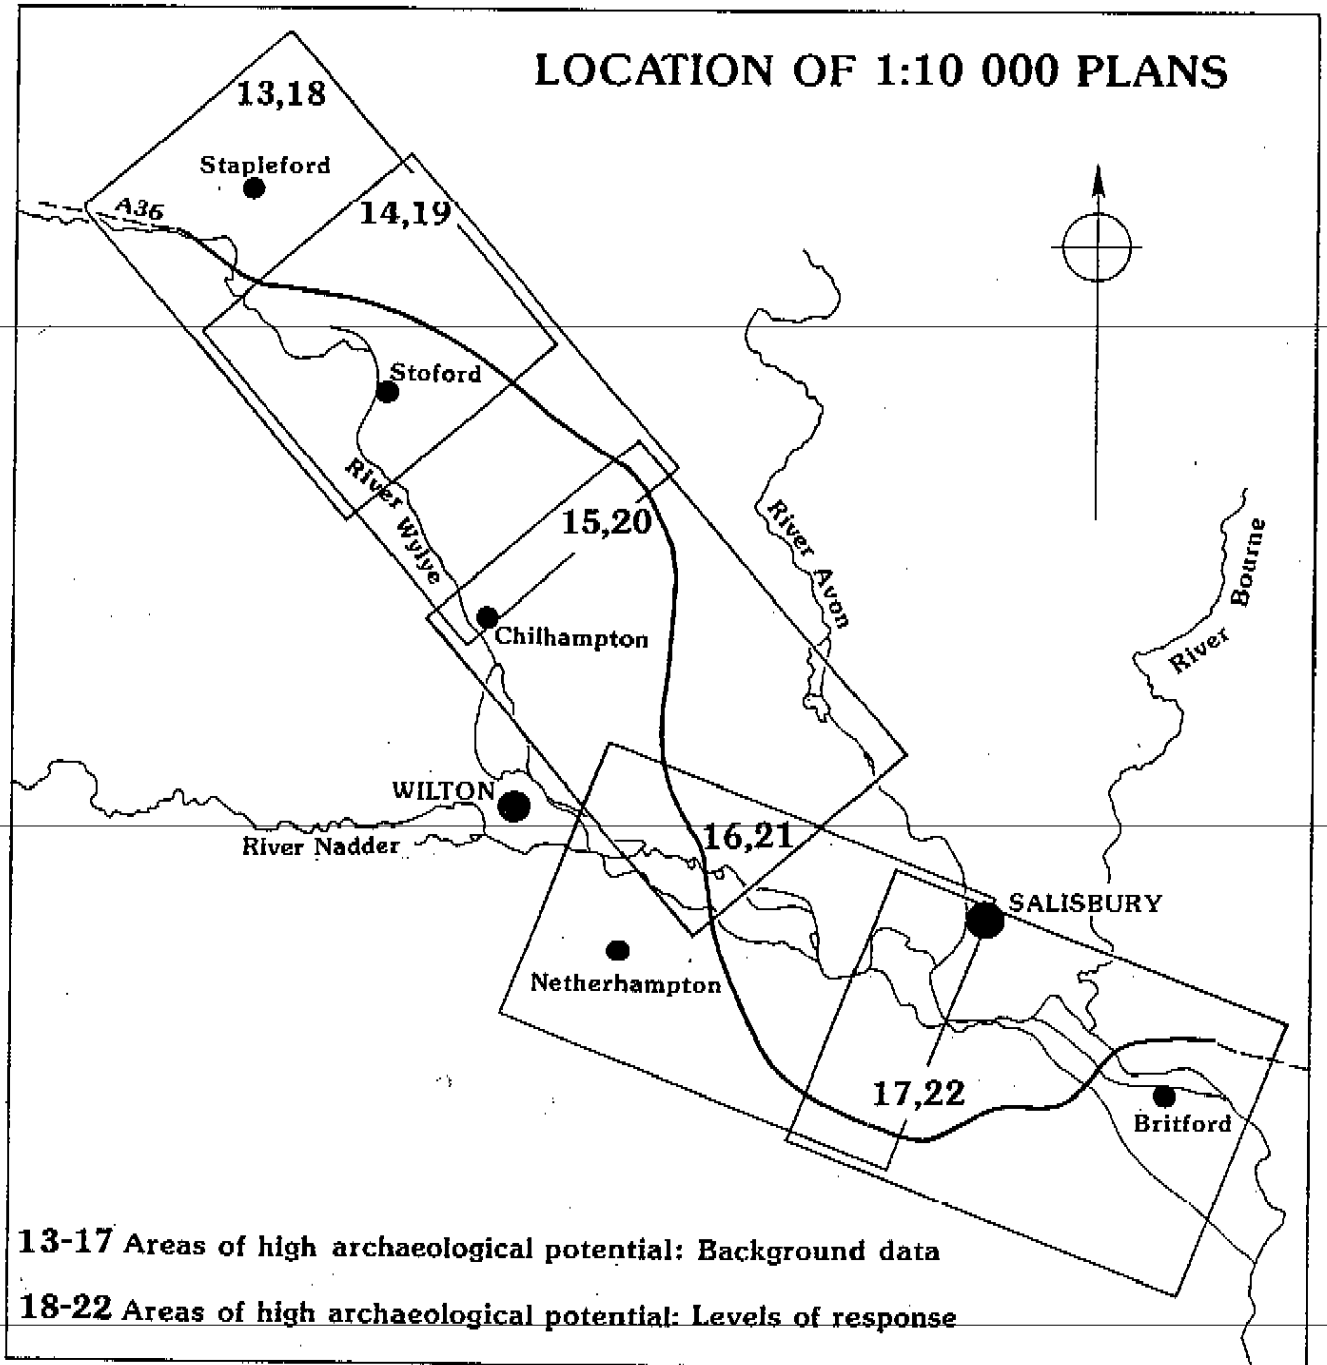 LOCATION OF 1:10 000 PLANS
13,18
Stapleford
A36
14,19
Stoford
River Wylye
15,20
River Avon
River Bourne
Chilhampton
WILTON
River Nadder
16,21
SALISBURY
Netherhampton
17,22
Britford
13-17 Areas of high archaeological potential: Background data
18-22 Areas of high archaeological potential: Levels of response